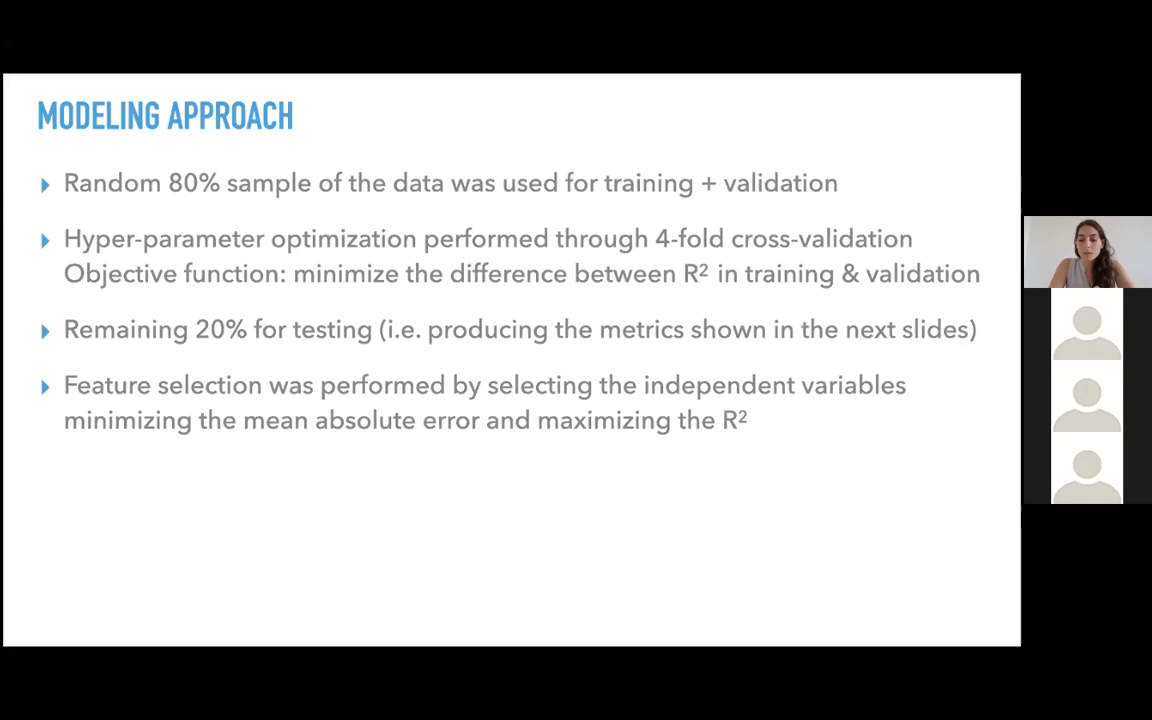 MODELING APPROACH
Random 80% sample of the data was used for training + validation
Hyper-parameter optimization performed through 4-fold cross-validation
Objective function: minimize the difference between R² in training & validation
Remaining 20% for testing (i.e. producing the metrics shown in the next slides)
Feature selection was performed by selecting the independent variables
minimizing the mean absolute error and maximizing the R²